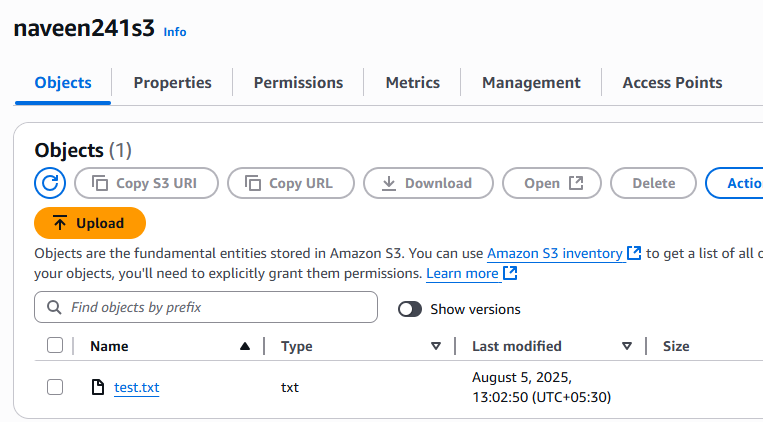 naveen241s3 Info
Objects Properties Permissions Metrics Management Access Points
Objects (1)
Copy S3 URI Copy URL Download Open Delete Actio
Upload
Objects are the fundamental entities stored in Amazon S3. You can use Amazon S3 inventory to get a list of all o
your objects, you'll need to explicitly grant them permissions. Learn more
Find objects by prefix Show versions
Name Type Last modified Size
test.txt txt August 5, 2025,
13:02:50 (UTC+05:30)